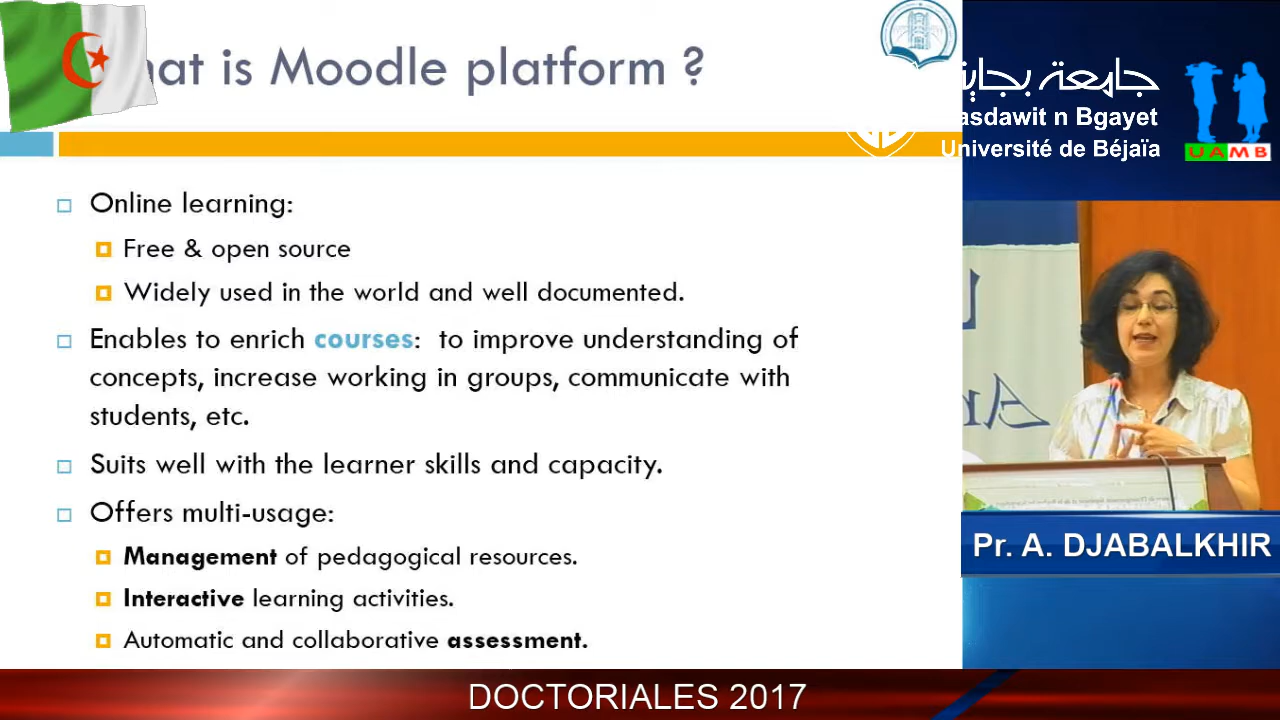 hat is Moodle platform ?
جامعة بجاية
asdawit n Bgayet
Université de Béjaïa
UAMB
Online learning:
Free & open source
Widely used in the world and well documented.
Enables to enrich courses: to improve understanding of
concepts, increase working in groups, communicate with
students, etc.
Suits well with the learner skills and capacity.
Offers multi-usage:
Management of pedagogical resources.
Interactive learning activities.
Automatic and collaborative assessment.
Pr. A. DJABALKHIR
DOCTORIALES 2017